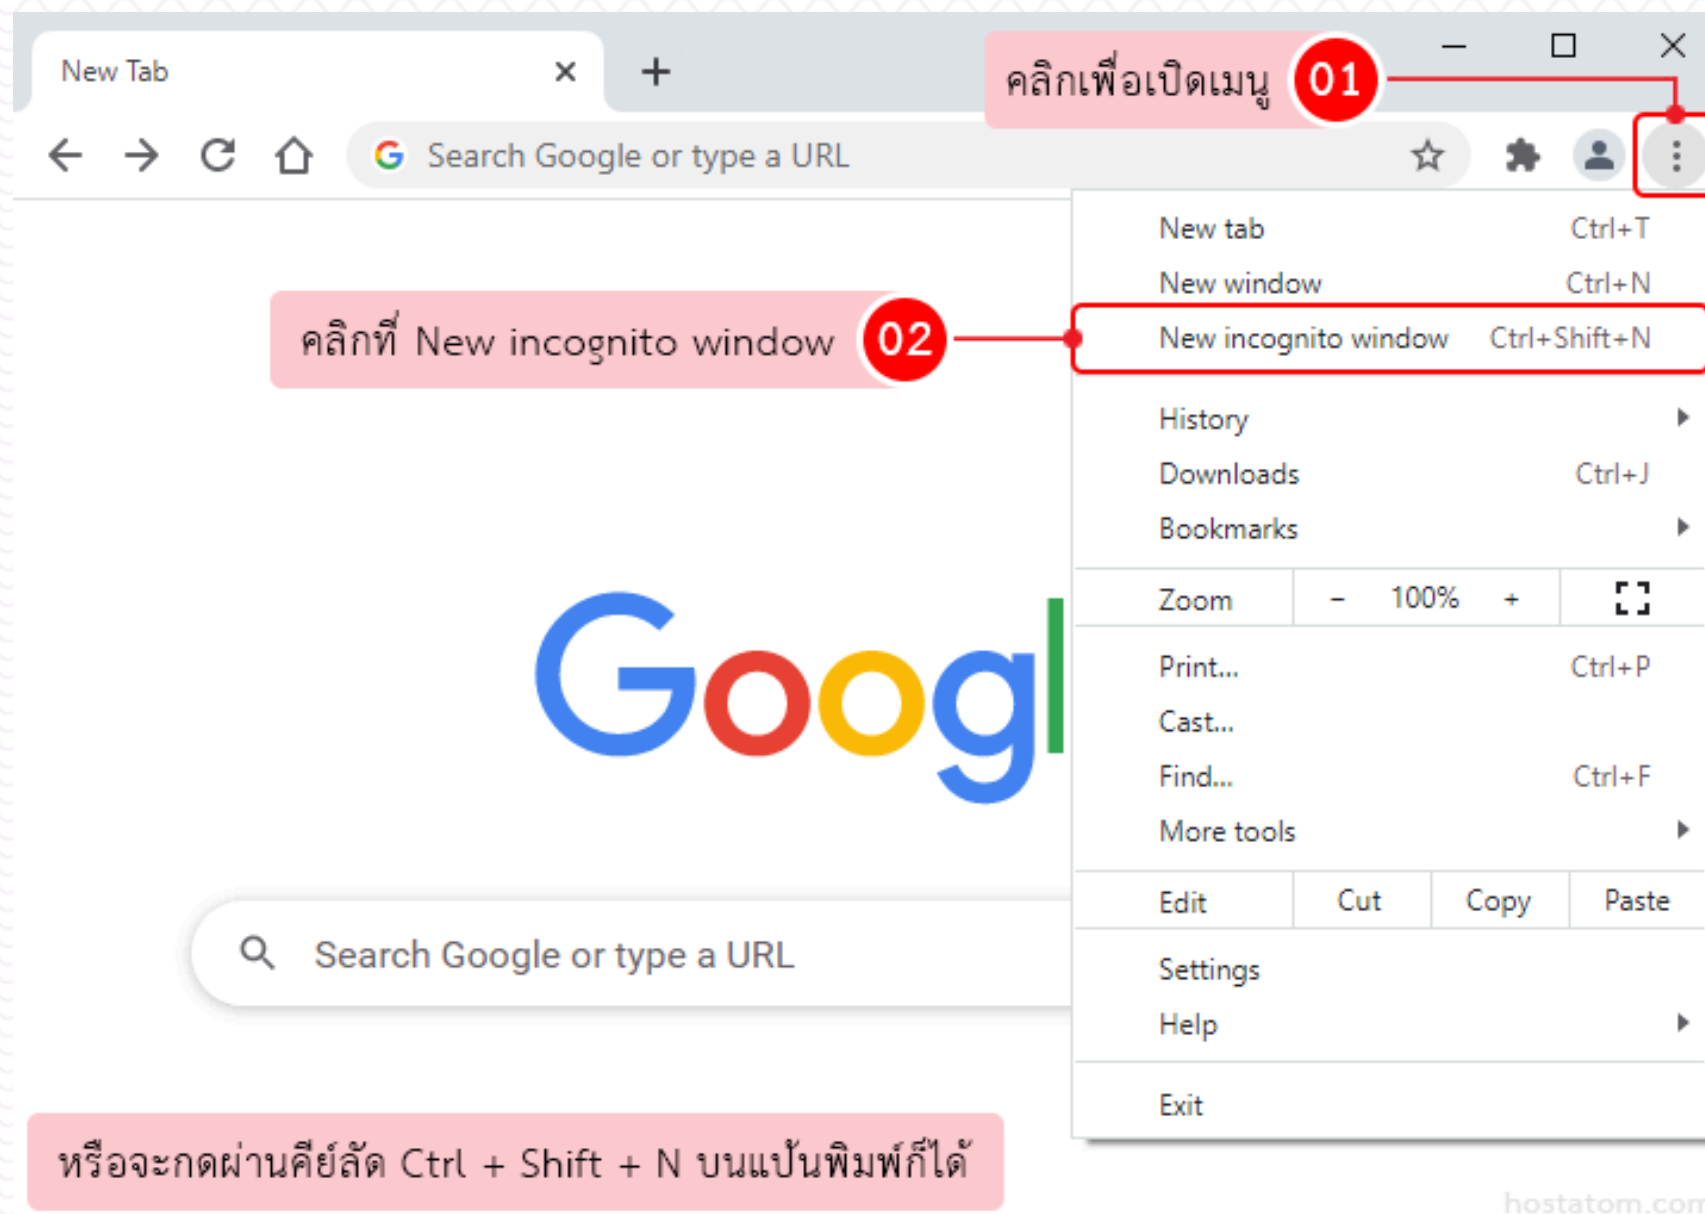 New Tab
คลิกเพื่อเปิดเมนู 01
Search Google or type a URL
New tab Ctrl+T
New window Ctrl+N
คลิกที่ New incognito window 02
New incognito window Ctrl+Shift+N
History
Downloads Ctrl+J
Bookmarks
Zoom - 100% +
Googl
Print... Ctrl+P
Cast...
Find... Ctrl+F
More tools
Edit Cut Copy Paste
Search Google or type a URL
Settings
Help
Exit
หรือจะกดผ่านคีย์ลัด Ctrl + Shift + N บนแป้นพิมพ์ก็ได้
hostatom.com